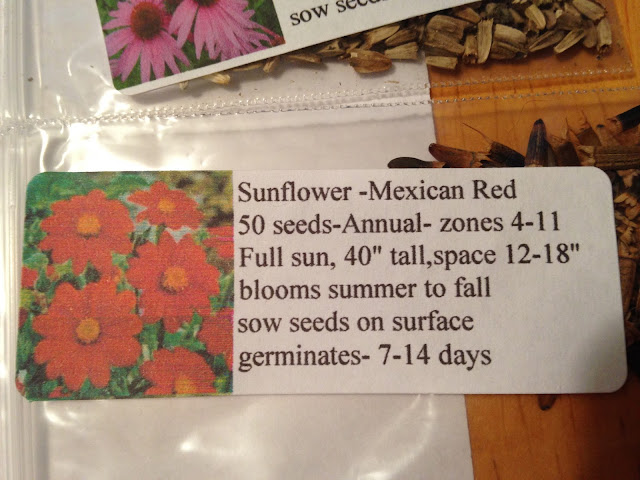 sow seeds
Sunflower -Mexican Red
50 seeds-Annual- zones 4-11
Full sun, 40" tall,space 12-18"
blooms summer to fall
sow seeds on surface
germinates- 7-14 days